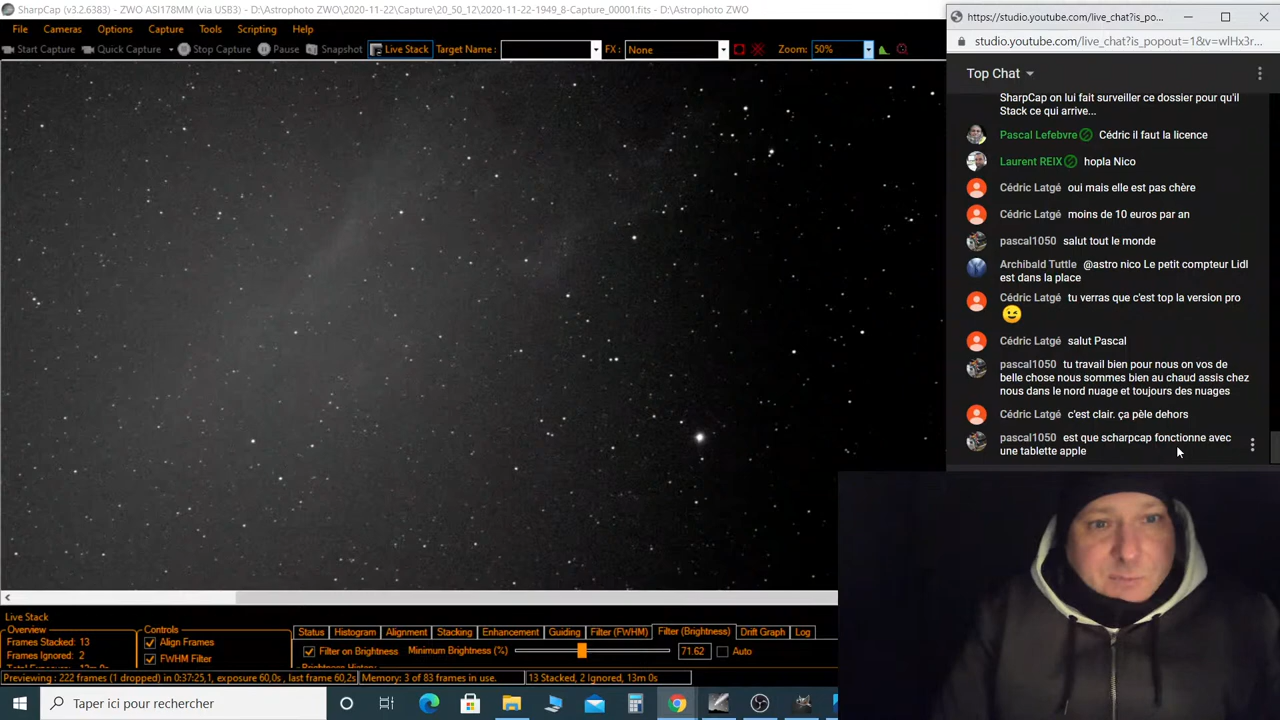 SharpCap (v3.2.6383) - ZWO ASI178MM (via USB3) - D:\Astrophoto ZWO\2020-11-22\Capture\20_50_12\2020-11-22-1949_8-Capture_00001.fits - D:\Astrophoto ZWO
File Cameras Options Capture Tools Scripting Help
Start Capture Quick Capture Stop Capture Pause Snapshot Live Stack Target Name : FX : None Zoom: 50%
https://studio.youtube.com/live_chat?is_po...
studio.youtube.com/live_chat?is_popout=1&v=wlHx3r...
Top Chat
SharpCap on lui fait surveiller ce dossier pour qu'il
Stack ce qui arrive...
Pascal Lefebvre Cédric il faut la licence
Laurent REIX hopla Nico
Cédric Latgé oui mais elle est pas chère
Cédric Latgé moins de 10 euros par an
pascal1050 salut tout le monde
Archibald Tuttle @astro nico Le petit compteur Lidl
est dans la place
Cédric Latgé tu verras que c'est top la version pro
😉
Cédric Latgé salut Pascal
pascal1050 tu travail bien pour nous on vos de
belle chose nous sommes bien au chaud assis chez
nous dans le nord nuage et toujours des nuages
Cédric Latgé c'est clair. ça pèle dehors
pascal1050 est que scharpcap fonctionne avec
une tablette apple
Live Stack
Overview
Frames Stacked: 13
Frames Ignored: 2
Controls
Align Frames
FWHM Filter
Status Histogram Alignment Stacking Enhancement Guiding Filter (FWHM) Filter (Brightness) Drift Graph Log
Filter on Brightness Minimum Brightness (%) 71.62 Auto
Previewing : 222 frames (1 dropped) in 0:37:25,1, exposure 60,0s , last frame 60,2s Memory: 3 of 83 frames in use. 13 Stacked, 2 Ignored, 13m 0s
Taper ici pour rechercher